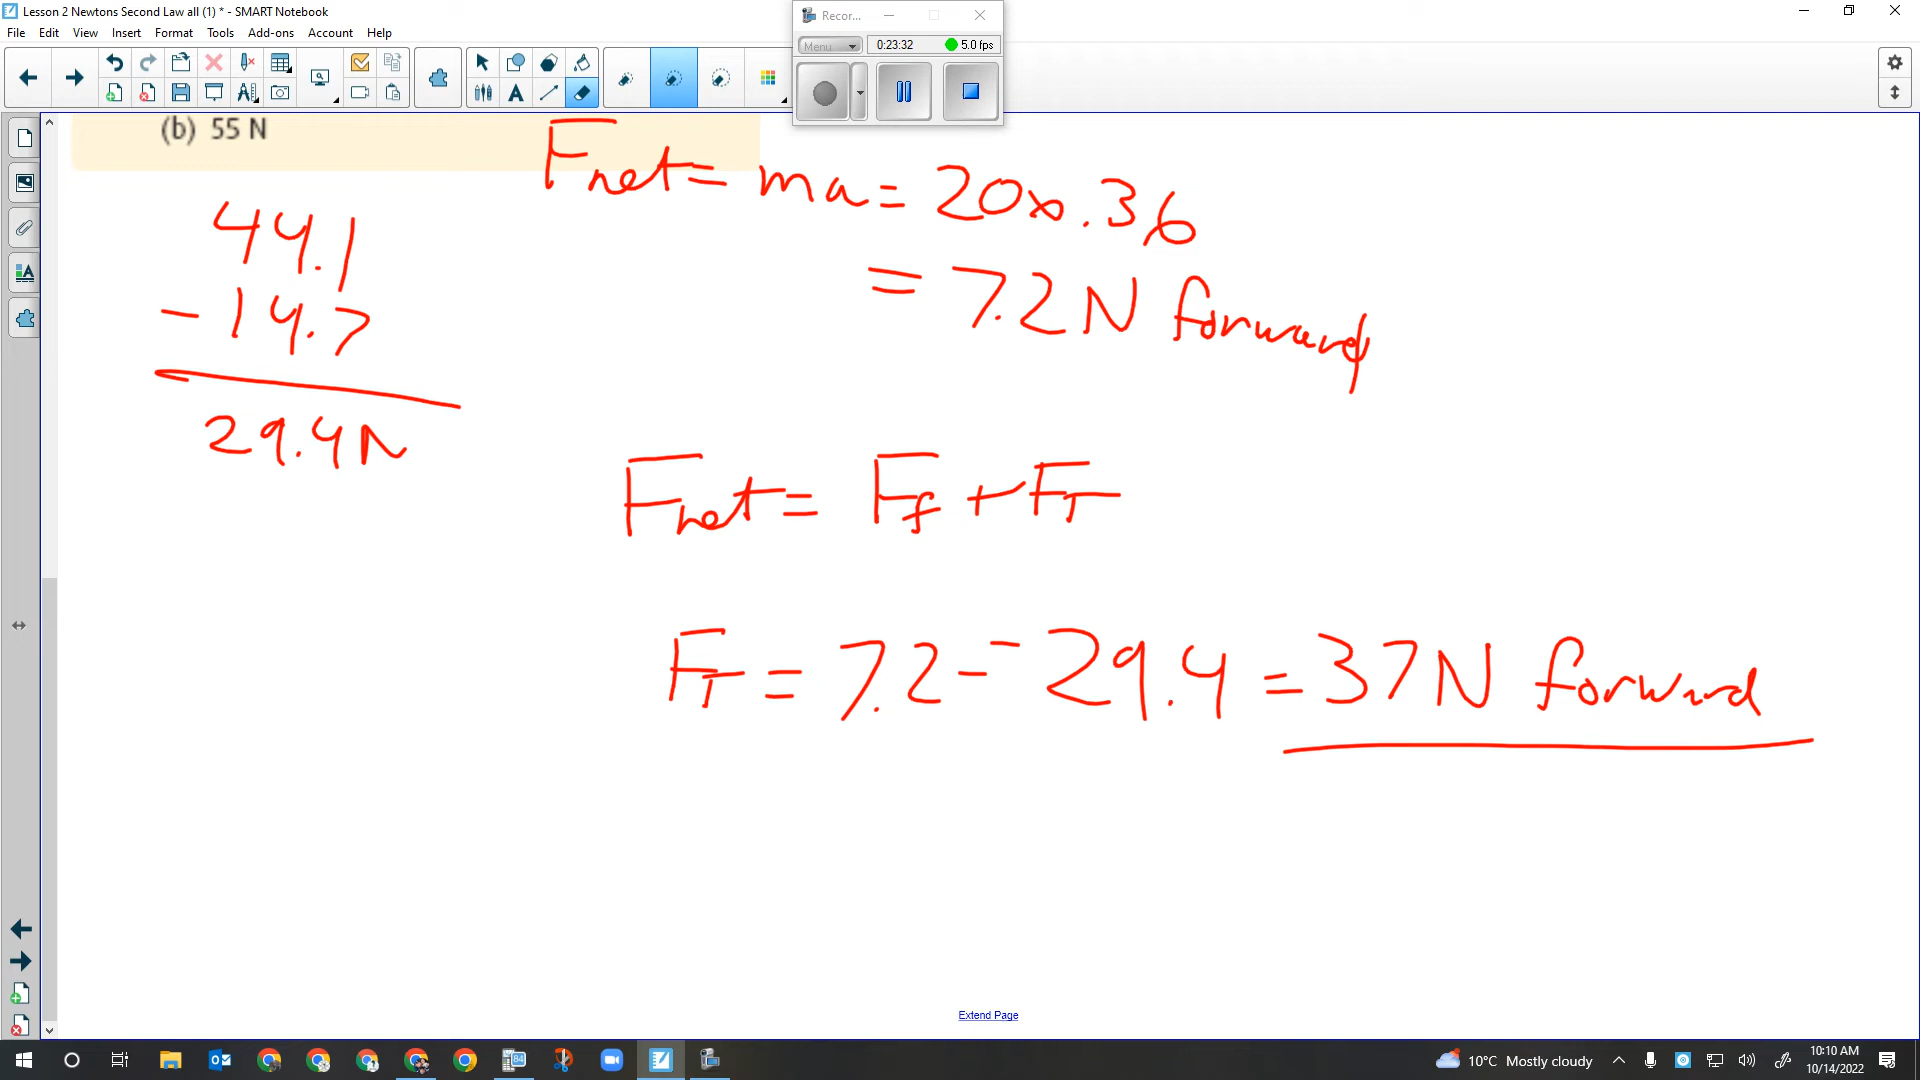 Lesson 2 Newtons Second Law all (1) * - SMART Notebook
File Edit View Insert Format Tools Add-ons Account Help
Recor...
Menu 0:23:32 5.0 fps
(b) 55 N
Fnet = ma = 20x.36
= 7.2N forward
44.1
- 14.7
29.4N
Fnet = Ff + FT
FT = 7.2 - -29.4 = 37N forward
Extend Page
10°C Mostly cloudy
10:10 AM
10/14/2022